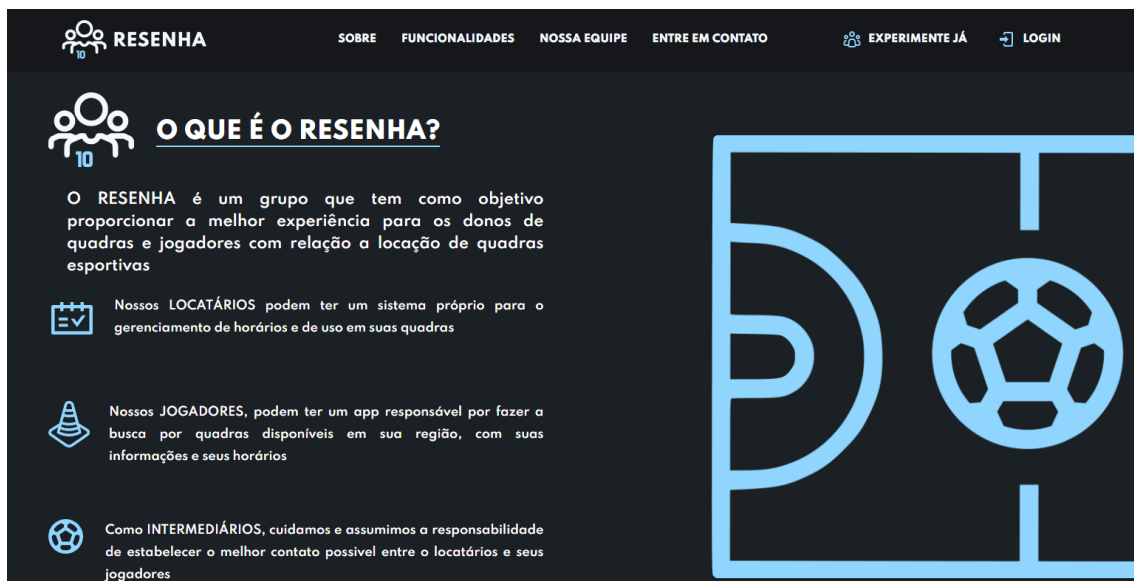 RESENHA
10
SOBRE FUNCIONALIDADES NOSSA EQUIPE ENTRE EM CONTATO EXPERIMENTE JÁ LOGIN
10
O QUE É O RESENHA?
O RESENHA é um grupo que tem como objetivo
proporcionar a melhor experiência para os donos de
quadras e jogadores com relação a locação de quadras
esportivas
Nossos LOCATÁRIOS podem ter um sistema próprio para o
gerenciamento de horários e de uso em suas quadras
Nossos JOGADORES, podem ter um app responsável por fazer a
busca por quadras disponíveis em sua região, com suas
informações e seus horários
Como INTERMEDIÁRIOS, cuidamos e assumimos a responsabilidade
de estabelecer o melhor contato possivel entre o locatários e seus
jogadores